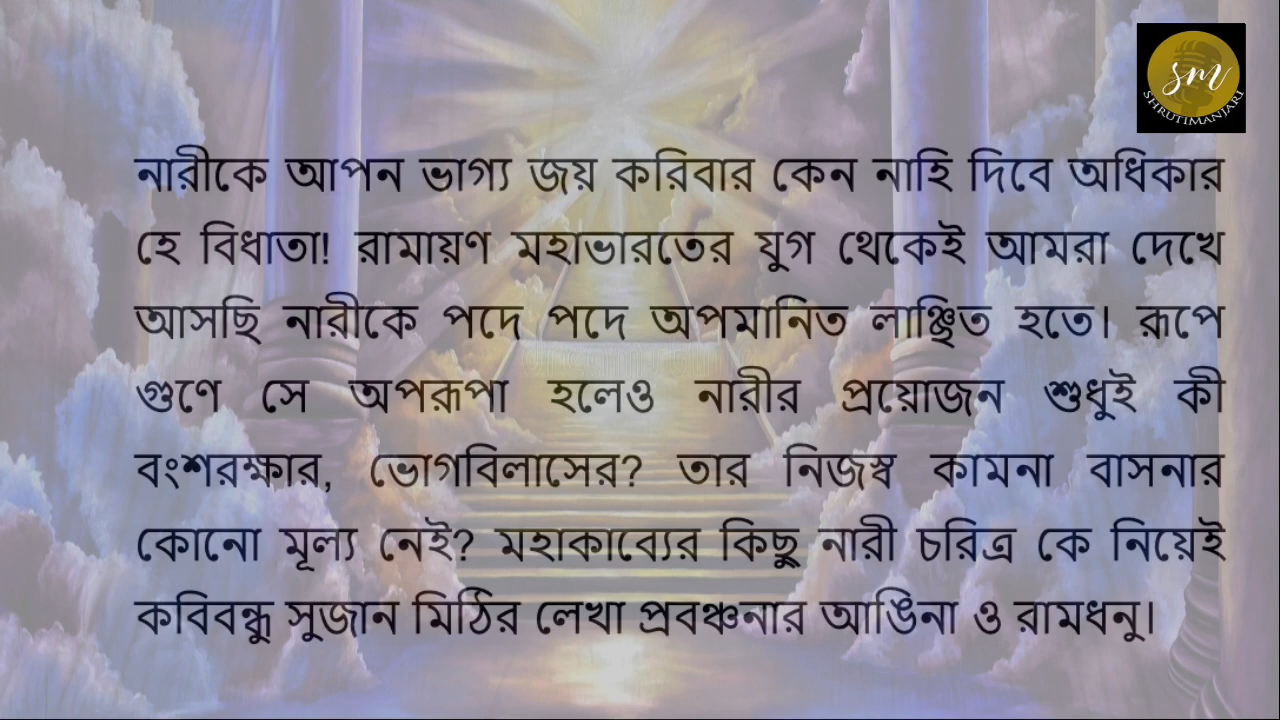 sm
SHRUTIMANJARI
নারীকে আপন ভাগ্য জয় করিবার কেন নাহি দিবে অধিকার
হে বিধাতা! রামায়ণ মহাভারতের যুগ থেকেই আমরা দেখে
আসছি নারীকে পদে পদে অপমানিত লাঞ্ছিত হতে। রূপে
গুণে সে অপরূপা হলেও নারীর প্রয়োজন শুধুই কী
বংশরক্ষার, ভোগবিলাসের? তার নিজস্ব কামনা বাসনার
কোনো মূল্য নেই? মহাকাব্যের কিছু নারী চরিত্র কে নিয়েই
কবিবন্ধু সুজান মিঠির লেখা প্রবঞ্চনার আঙিনা ও রামধনু।